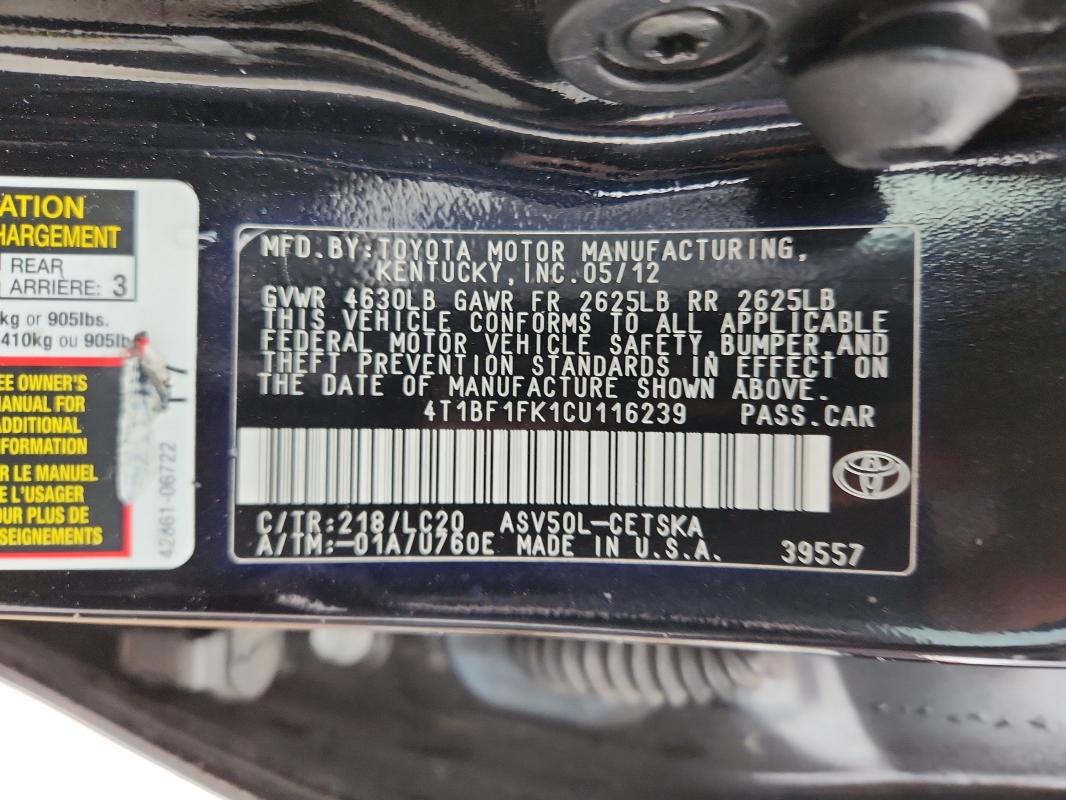 ATION
HARGEMENT
REAR
ARRIERE: 3
kg or 905lbs.
410kg ou 905lb
EE OWNER'S
MANUAL FOR
ADDITIONAL
FORMATION
R LE MANUEL
E L'USAGER
OUR PLUS DE
SEIGNEMENTS
42861-06722
MFD.BY:TOYOTA MOTOR MANUFACTURING,
KENTUCKY, INC. 05/12
GVWR 4630LB GAWR FR 2625LB RR 2625LB
THIS VEHICLE CONFORMS TO ALL APPLICABLE
FEDERAL MOTOR VEHICLE SAFETY, BUMPER, AND
THEFT PREVENTION STANDARDS IN EFFECT ON
THE DATE OF MANUFACTURE SHOWN ABOVE.
4T1BF1FK1CU116239 PASS.CAR
C/TR:218/LC20 ASV50L-CETSKA
A/TM:-01A/U760E MADE IN U.S.A. 39557